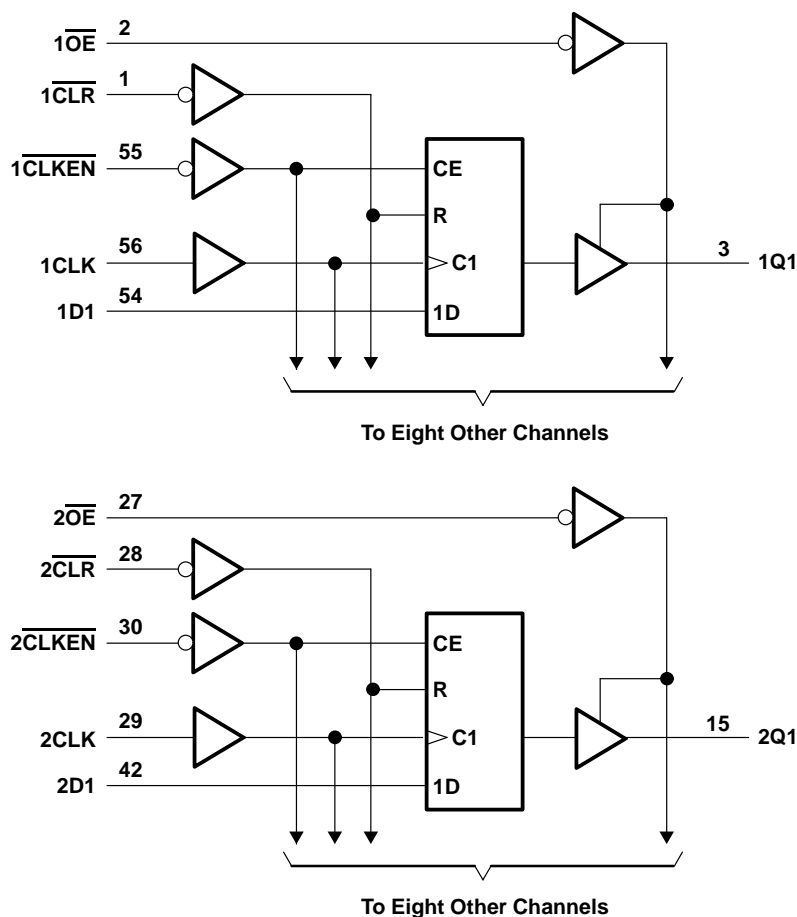 2
1OE
1
1CLR
55
1CLKEN
CE
R
56
1CLK
C1
3
1Q1
54
1D1
1D
To Eight Other Channels
27
2OE
28
2CLR
30
2CLKEN
CE
R
29
2CLK
C1
15
2Q1
42
2D1
1D
To Eight Other Channels